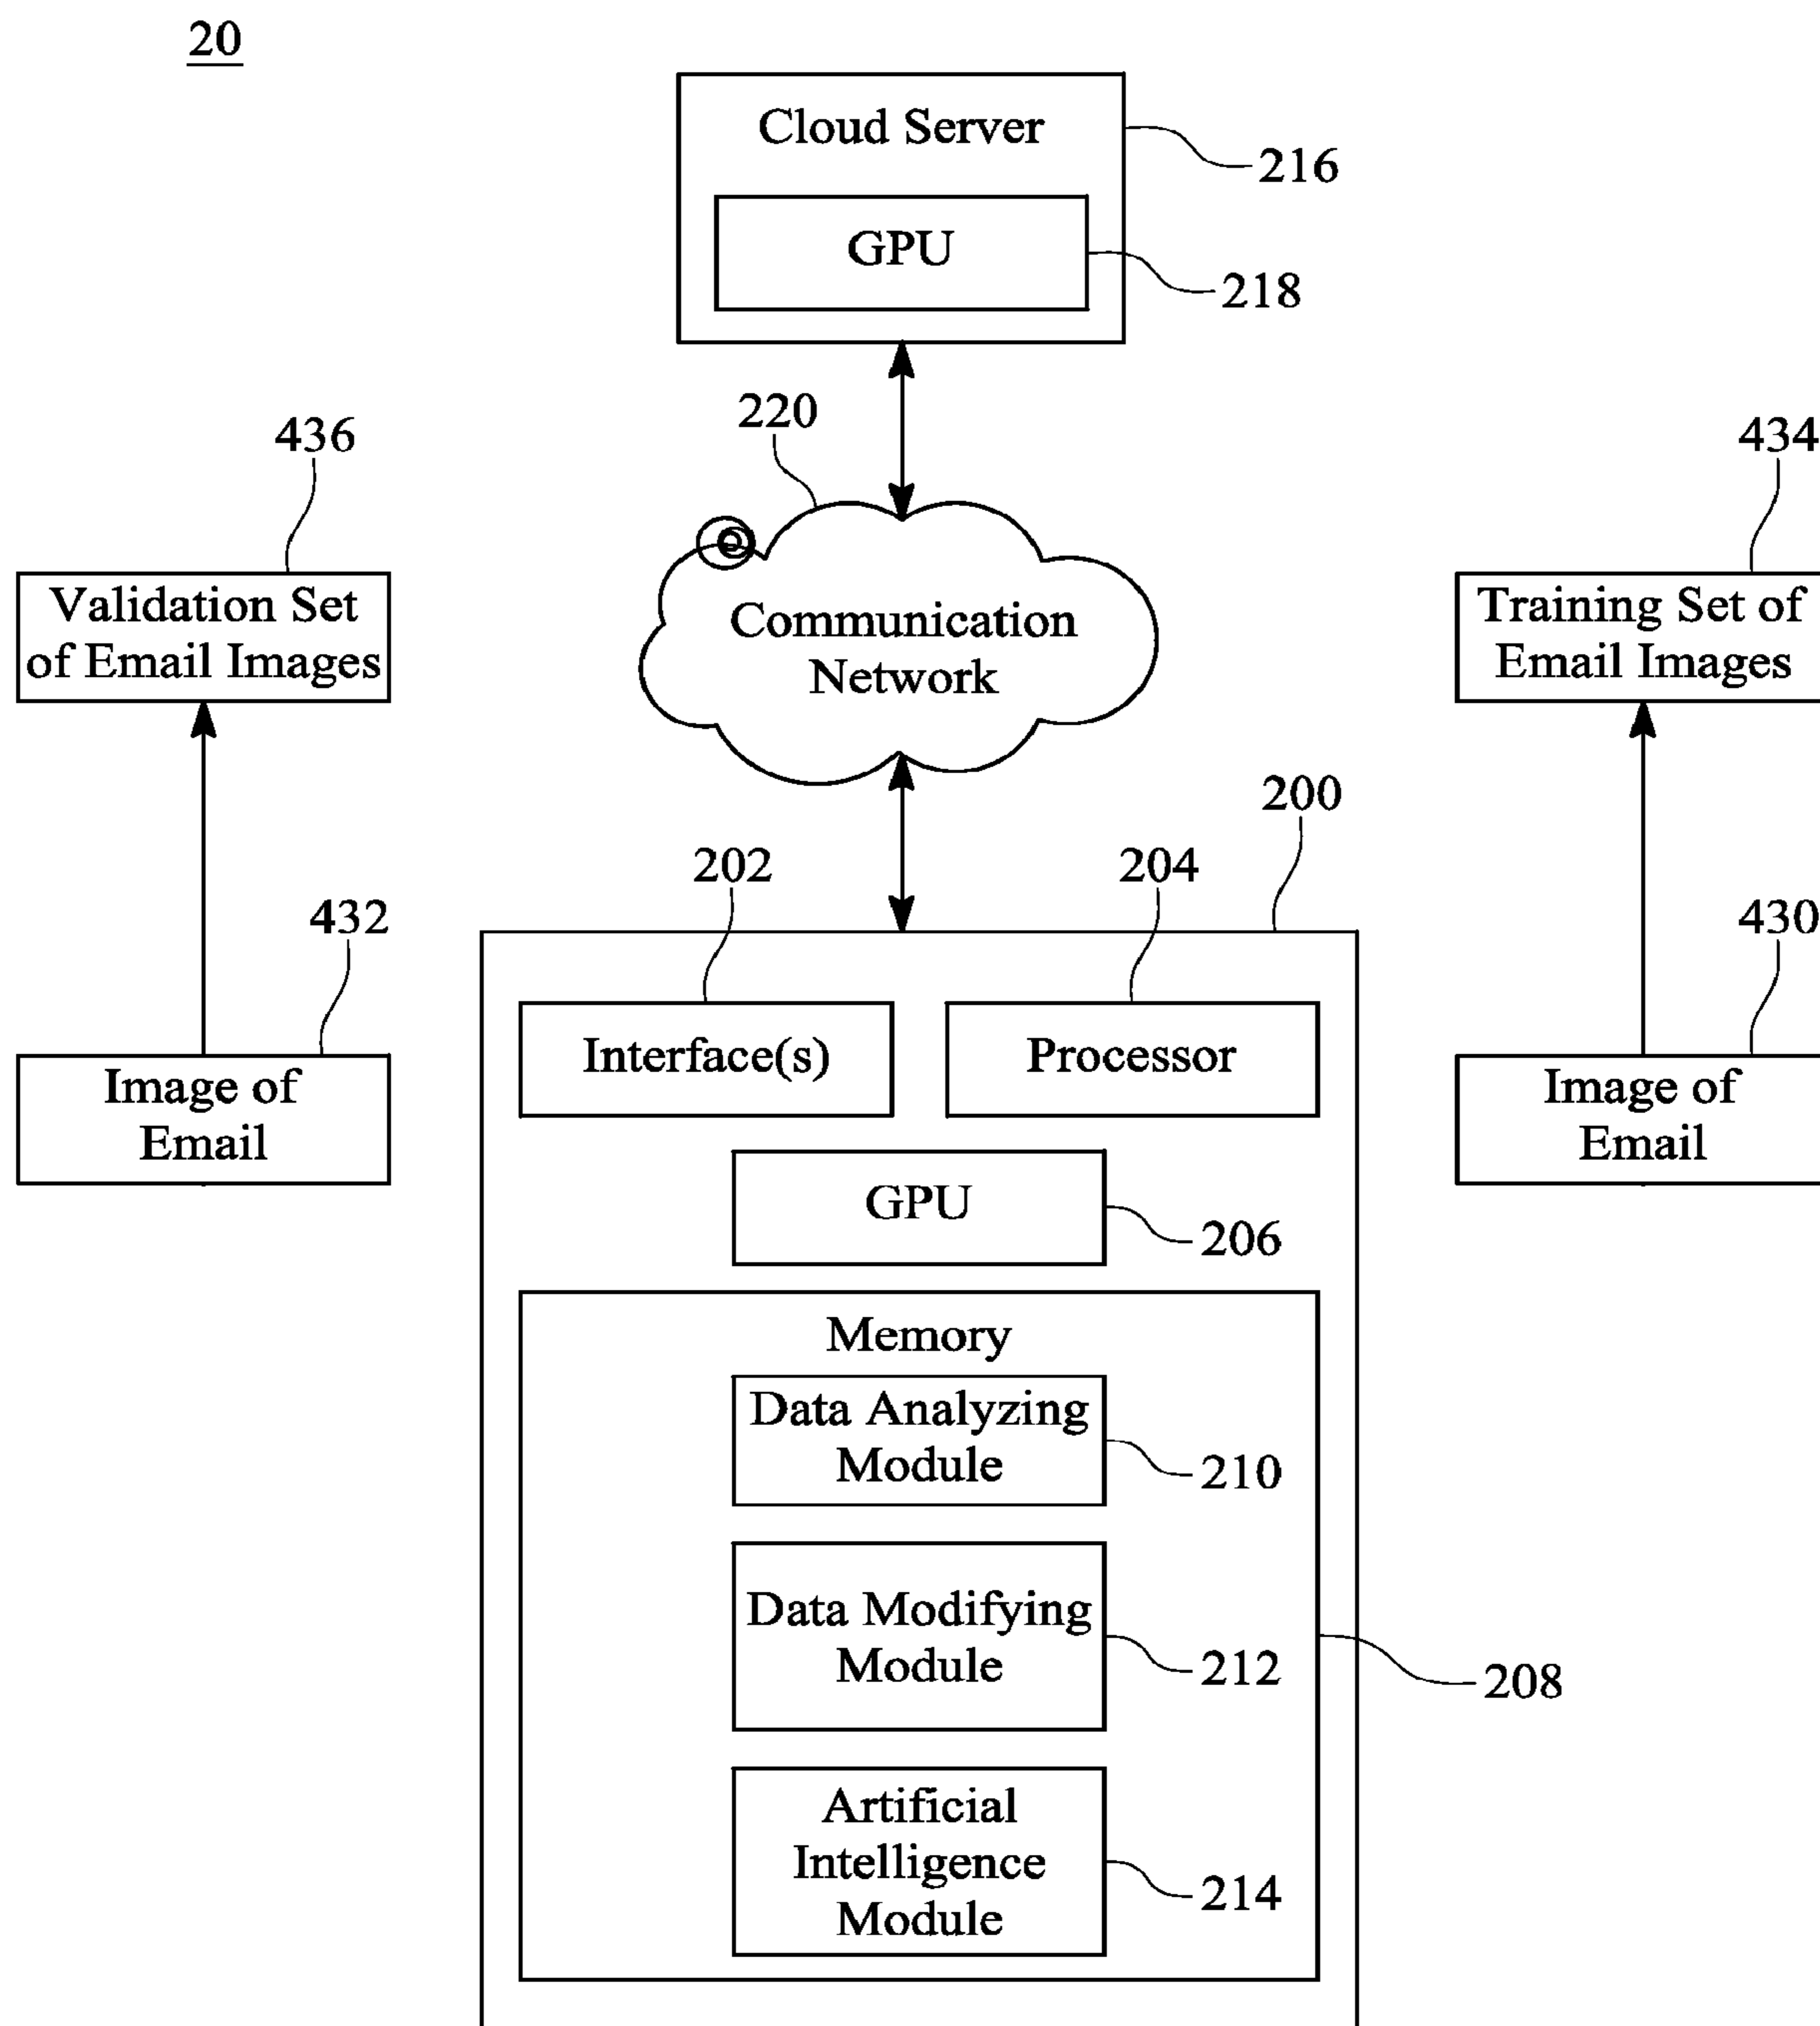 20
Cloud Server
216
GPU
218
220
436
434
Validation Set
of Email Images
Communication
Network
Training Set of
Email Images
200
202
204
432
430
Interface(s)
Processor
Image of
Email
Image of
Email
GPU
206
Memory
Data Analyzing
Module
210
Data Modifying
Module
212
208
Artificial
Intelligence
Module
214